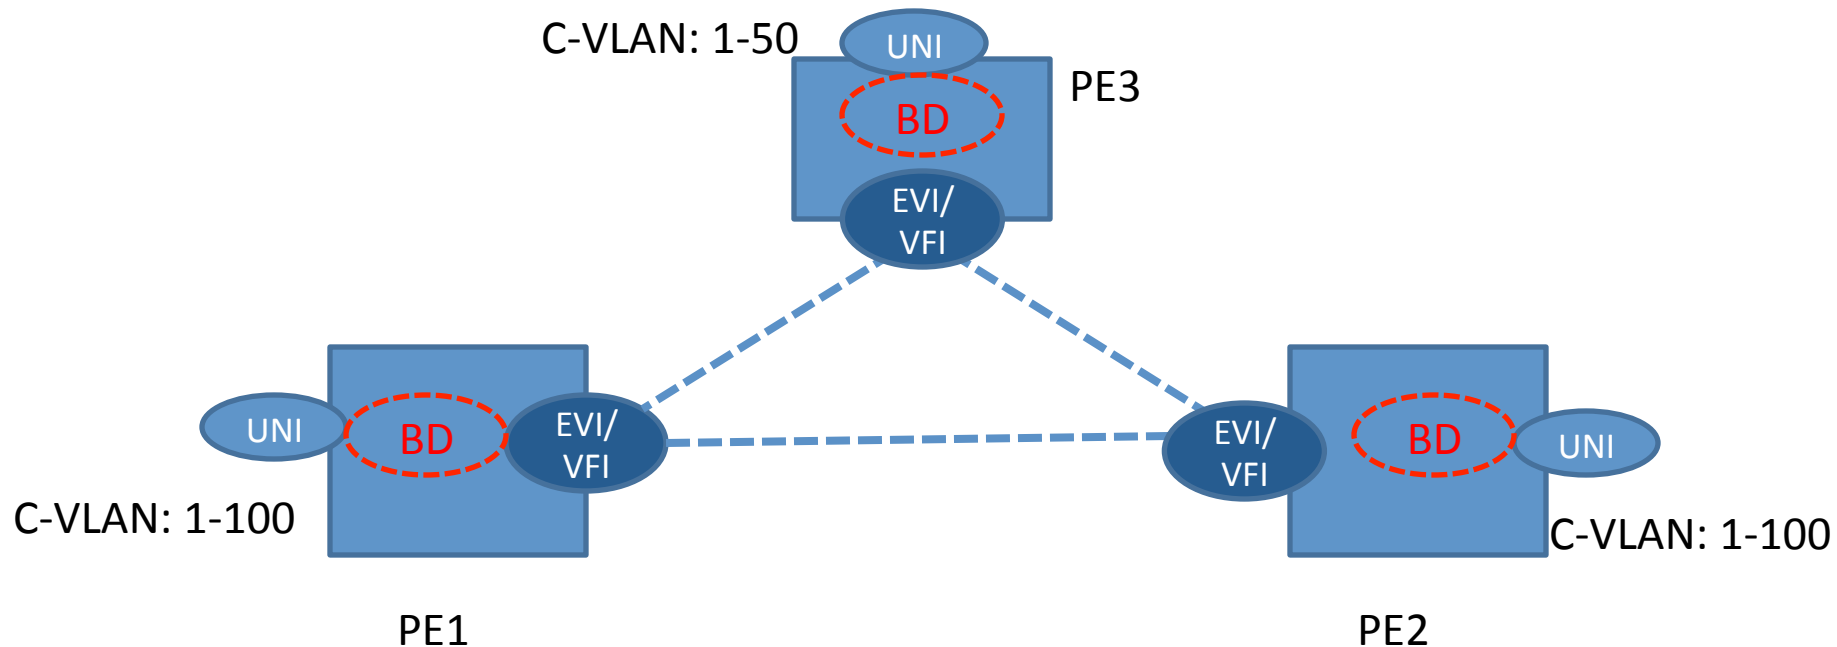 C-VLAN: 1-50
UNI
PE3
BD
EVI/
VFI
UNI
BD
EVI/
VFI
C-VLAN: 1-100
PE1
EVI/
VFI
BD
UNI
C-VLAN: 1-100
PE2